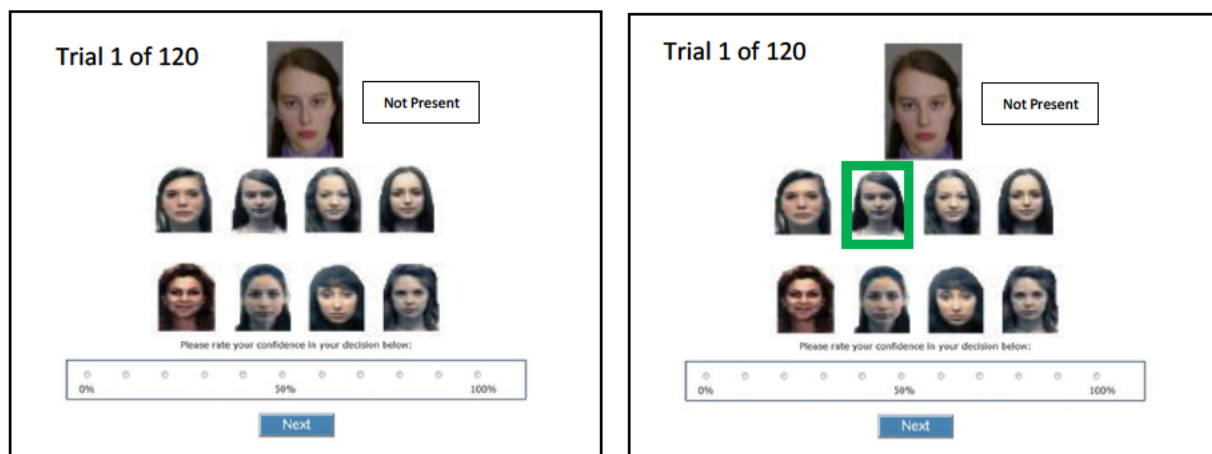 Trial 1 of 120
Not Present
Please rate your confidence in your decision below:
0% 50% 100%
Next
Trial 1 of 120
Not Present
Please rate your confidence in your decision below:
0% 50% 100%
Next